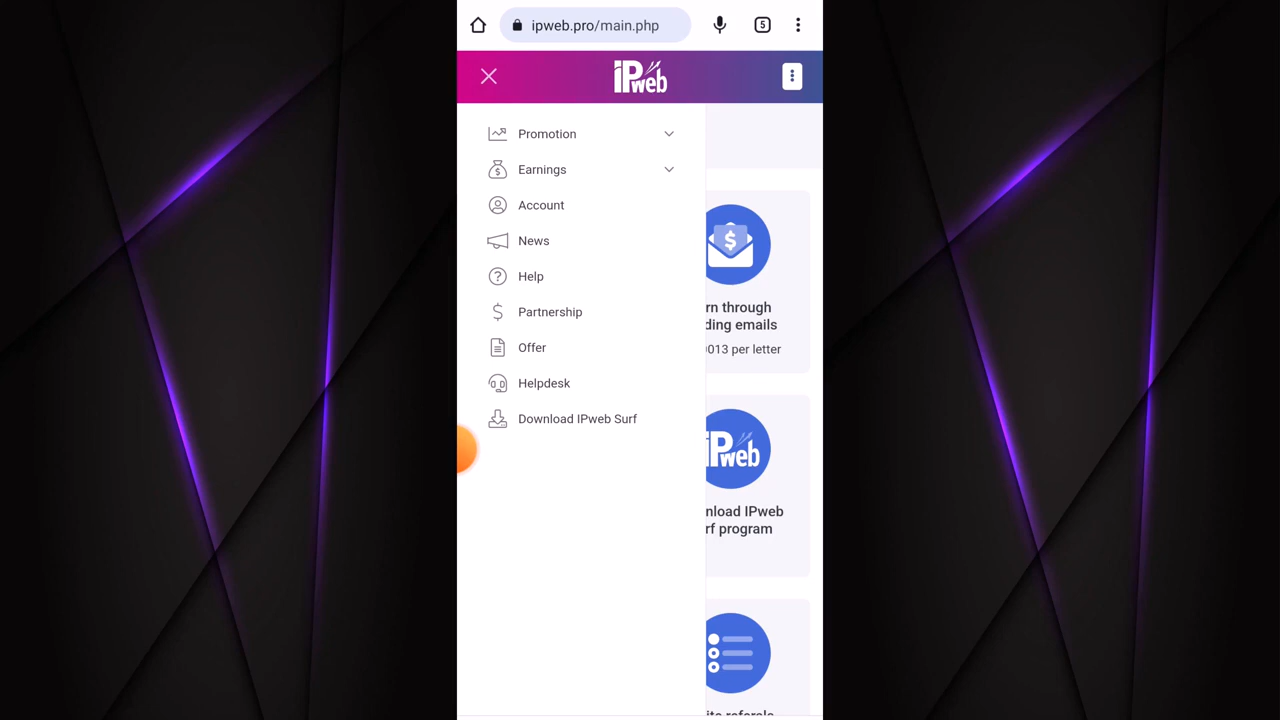 ipweb.pro/main.php
5
iPweb
Promotion
Earnings
Account
News
Help
Partnership
Offer
Helpdesk
Download IPweb Surf
$
rn through
ding emails
013 per letter
iPweb
nload IPweb
rf program